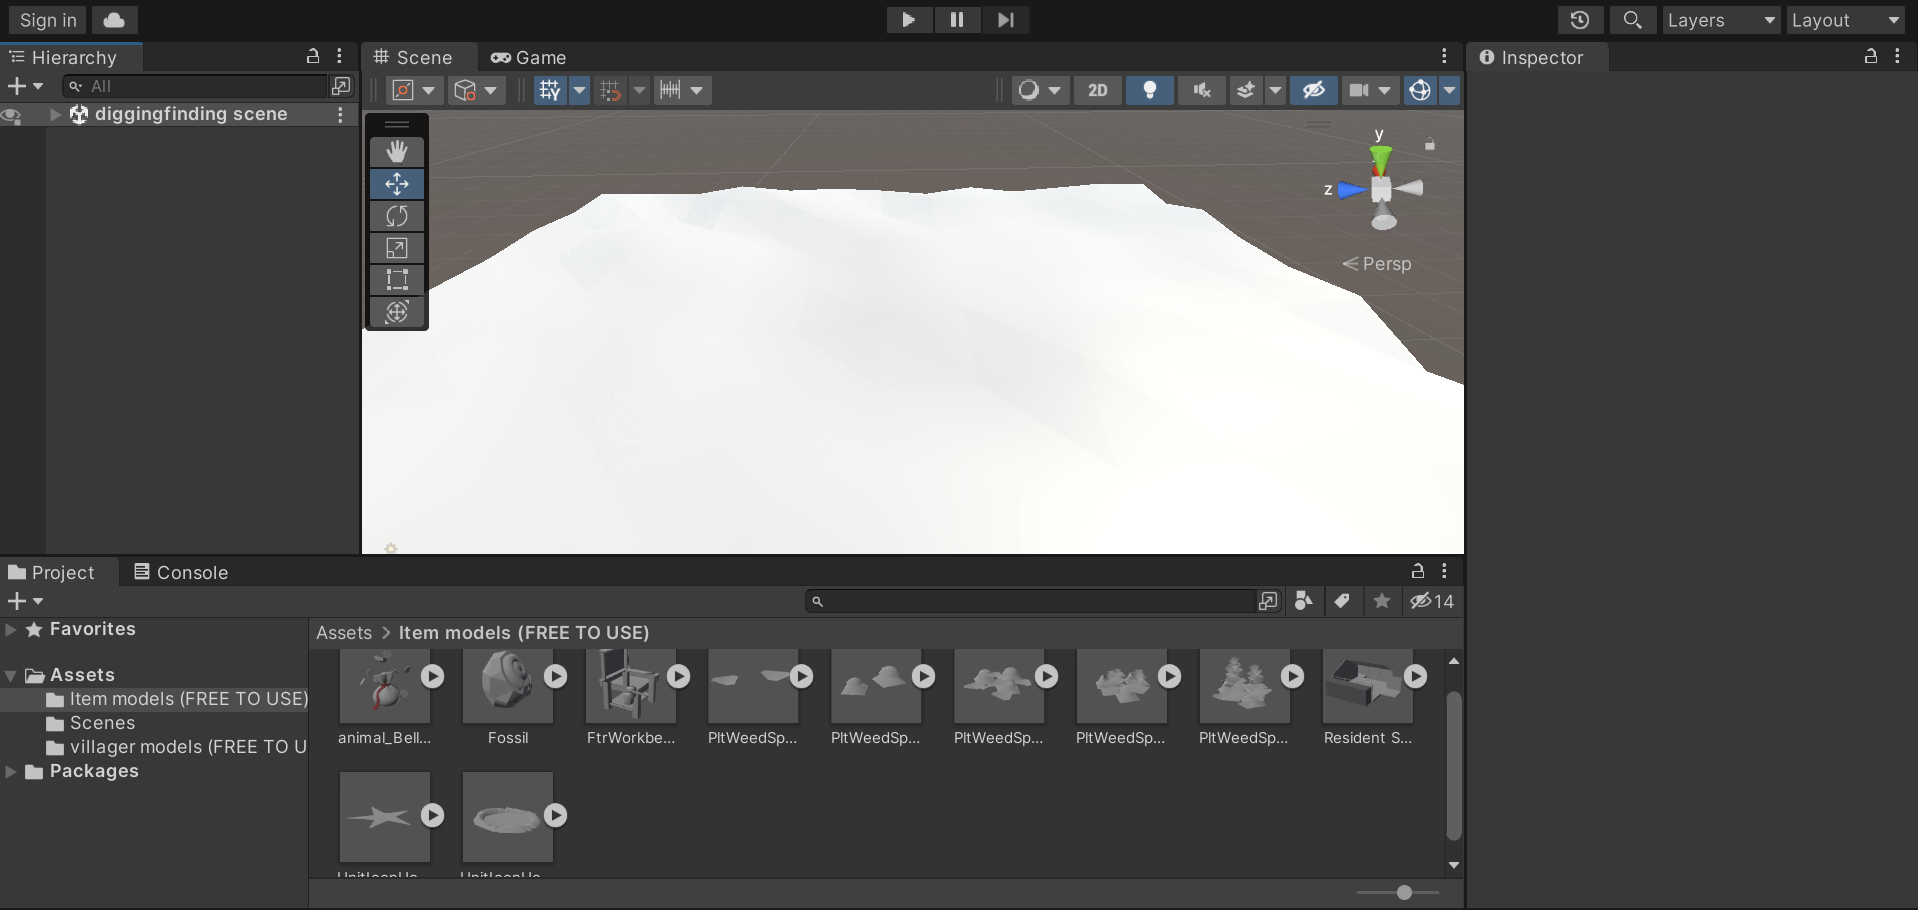 Sign in
Layers
Layout
Hierarchy
Scene
Game
Inspector
All
2D
diggingfinding scene
y
z
Persp
Project
Console
14
Favorites
Assets
Item models (FREE TO USE)
Scenes
villager models (FREE TO U
Packages
Assets > Item models (FREE TO USE)
animal_Bell...
Fossil
FtrWorkbe...
PltWeedSp...
PltWeedSp...
PltWeedSp...
PltWeedSp...
PltWeedSp...
Resident S...